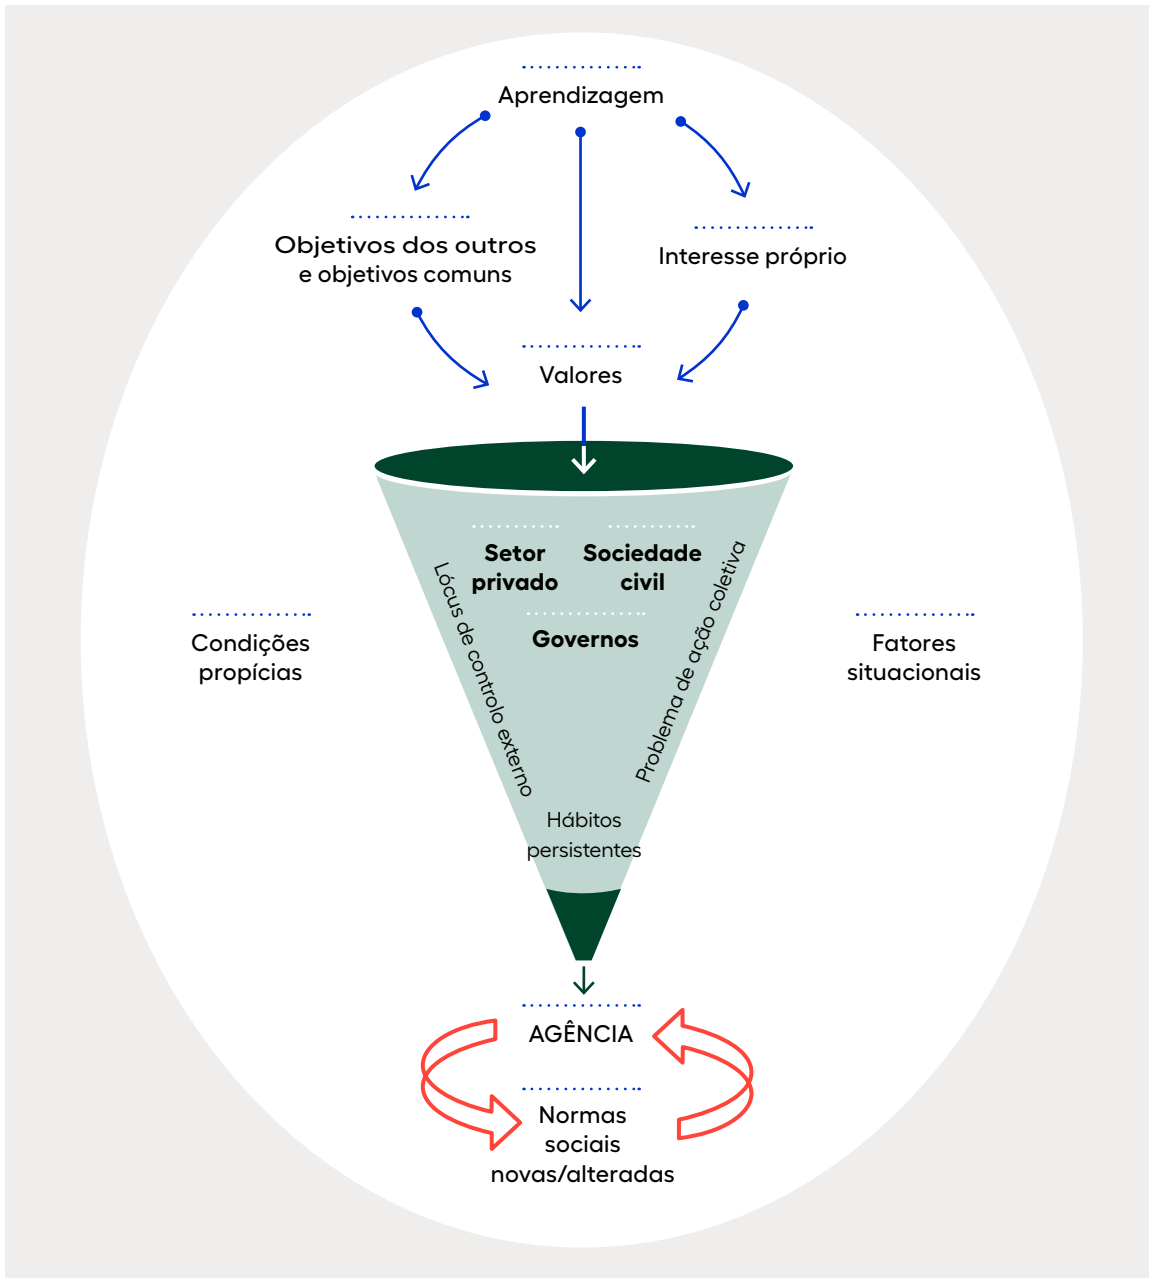 Aprendizagem
Objetivos dos outros
e objetivos comuns
Interesse próprio
Valores
Setor
privado
Sociedade
civil
Governos
Lócus de controlo externo
Problema de ação coletiva
Hábitos
persistentes
Condições
propícias
Fatores
situacionais
AGÊNCIA
Normas
sociais
novas/alteradas